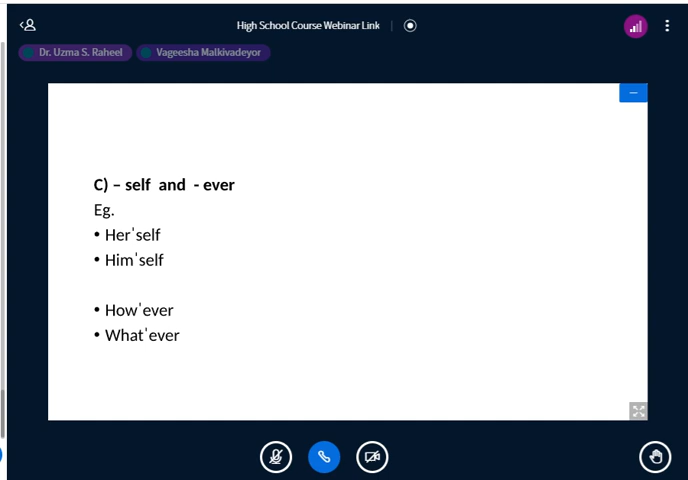 High School Course Webinar Link
Dr. Uzma S. Raheel
Vageesha Malkivadeyor
C) – self and - ever
Eg.
• Herˈself
• Himˈself
• Howˈever
• Whatˈever